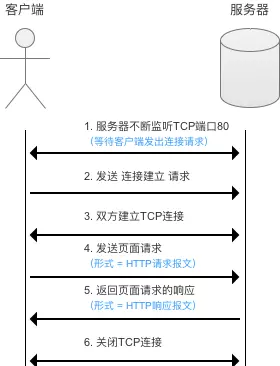 客户端
服务器
1. 服务器不断监听TCP端口80
（等待客户端发出连接请求）
2. 发送 连接建立 请求
3. 双方建立TCP连接
4. 发送页面请求
（形式 = HTTP请求报文）
5. 返回页面请求的响应
（形式 = HTTP响应报文）
6. 关闭TCP连接